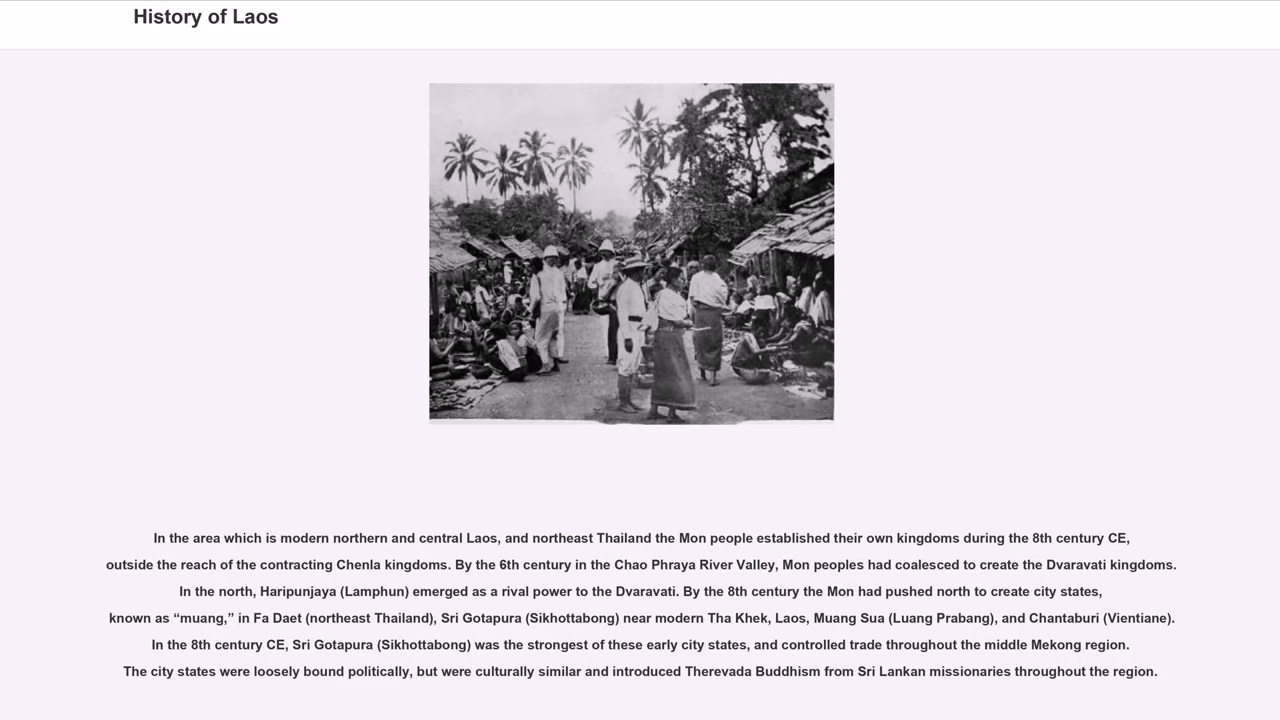 History of Laos
In the area which is modern northern and central Laos, and northeast Thailand the Mon people established their own kingdoms during the 8th century CE,
outside the reach of the contracting Chenla kingdoms. By the 6th century in the Chao Phraya River Valley, Mon peoples had coalesced to create the Dvaravati kingdoms.
In the north, Haripunjaya (Lamphun) emerged as a rival power to the Dvaravati. By the 8th century the Mon had pushed north to create city states,
known as “muang,” in Fa Daet (northeast Thailand), Sri Gotapura (Sikhottabong) near modern Tha Khek, Laos, Muang Sua (Luang Prabang), and Chantaburi (Vientiane).
In the 8th century CE, Sri Gotapura (Sikhottabong) was the strongest of these early city states, and controlled trade throughout the middle Mekong region.
The city states were loosely bound politically, but were culturally similar and introduced Therevada Buddhism from Sri Lankan missionaries throughout the region.